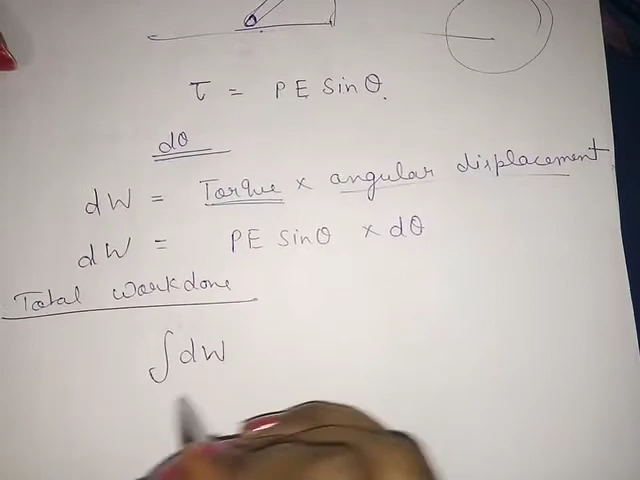 τ = PE Sinθ.
dθ
dW = Torque × angular displacement
dW = PE sinθ × dθ
Total workdone
∫dW